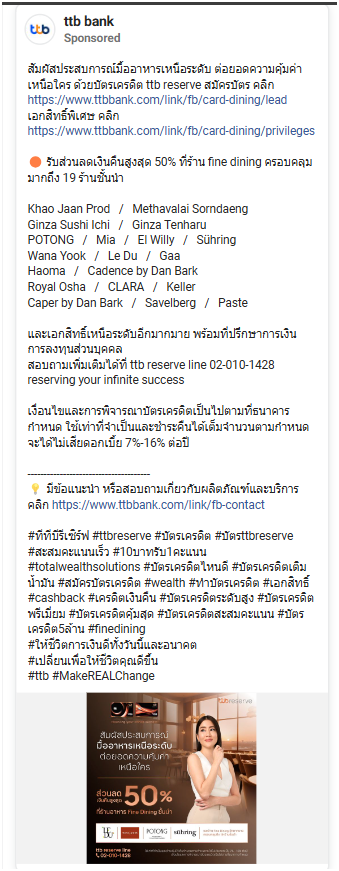 ttb bank
Sponsored
ttb
สัมผัสประสบการณ์มื้ออาหารเหนือระดับ ต่อยอดความคุ้มค่า
เหนือใคร ด้วยบัตรเครดิต ttb reserve สมัครบัตร คลิก
https://www.ttbbank.com/link/fb/card-dining/lead
เอกสิทธิ์พิเศษ คลิก
https://www.ttbbank.com/link/fb/card-dining/privileges
รับส่วนลดเงินคืนสูงสุด 50% ที่ร้าน fine dining ครอบคลุม
มากถึง 19 ร้านชั้นนำ
Khao Jaan Prod / Methavalai Sorndaeng
Ginza Sushi Ichi / Ginza Tenharu
POTONG / Mia / El Willy / Sühring
Wana Yook / Le Du / Gaa
Haoma / Cadence by Dan Bark
Royal Osha / CLARA / Keller
Caper by Dan Bark / Savelberg / Paste
และเอกสิทธิ์เหนือระดับอีกมากมาย พร้อมที่ปรึกษาการเงิน
การลงทุนส่วนบุคคล
สอบถามเพิ่มเติมได้ที่ ttb reserve line 02-010-1428
reserving your infinite success
เงื่อนไขและการพิจารณาบัตรเครดิตเป็นไปตามที่ธนาคาร
กำหนด ใช้เท่าที่จำเป็นและชำระคืนได้เต็มจำนวนตามกำหนด
จะได้ไม่เสียดอกเบี้ย 7%-16% ต่อปี
------------------------------------
มีข้อแนะนำ หรือสอบถามเกี่ยวกับผลิตภัณฑ์และบริการ
คลิก https://www.ttbbank.com/link/fb-contact
#ทีทีบีรีเซิร์ฟ #ttbreserve #บัตรเครดิต #บัตรttbreserve
#สะสมคะแนนเร็ว #10บาทรับ1คะแนน
#totalwealthsolutions #บัตรเครดิตไหนดี #บัตรเครดิตเติม
น้ำมัน #สมัครบัตรเครดิต #wealth #ทำบัตรเครดิต #เอกสิทธิ์
#cashback #เครดิตเงินคืน #บัตรเครดิตระดับสูง #บัตรเครดิต
พรีเมี่ยม #บัตรเครดิตคุ้มสุด #บัตรเครดิตสะสมคะแนน #บัตร
เครดิต5ล้าน #finedining
#ให้ชีวิตการเงินดีทั้งวันนี้และอนาคต
#เปลี่ยนเพื่อให้ชีวิตคุณดีขึ้น
#ttb #MakeREALChange
ttb reserve
สัมผัสประสบการณ์
มื้ออาหารเหนือระดับ
ต่อยอดความคุ้มค่า
เหนือใคร
ส่วนลด
เงินคืนสูงสุด 50%
ที่ร้านอาหาร Fine Dining ชั้นนำ
POTONG
sühring
ttb reserve line
02-010-1428